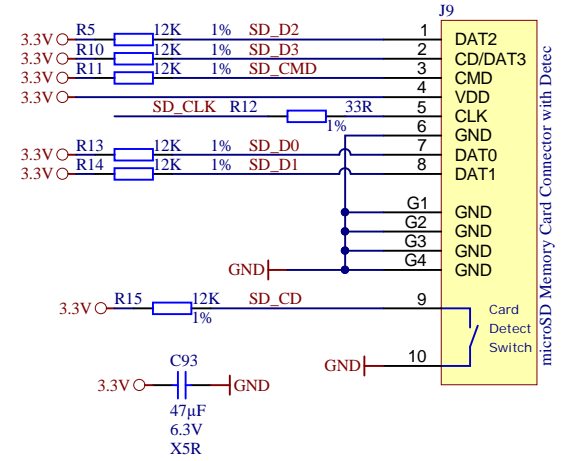 J9
3.3V R5 12K 1% SD_D2 1 DAT2
3.3V R10 12K 1% SD_D3 2 CD/DAT3
3.3V R11 12K 1% SD_CMD 3 CMD
3.3V 4 VDD
SD_CLK R12 33R 5 CLK
1%
6 GND
3.3V R13 12K 1% SD_D0 7 DAT0
3.3V R14 12K 1% SD_D1 8 DAT1
G1 GND
G2 GND
G3 GND
GND G4 GND
3.3V R15 12K SD_CD 9 Card
1%
Detect
Switch
GND 10
microSD Memory Card Connector with Detec
C93
3.3V GND
47µF
6.3V
X5R